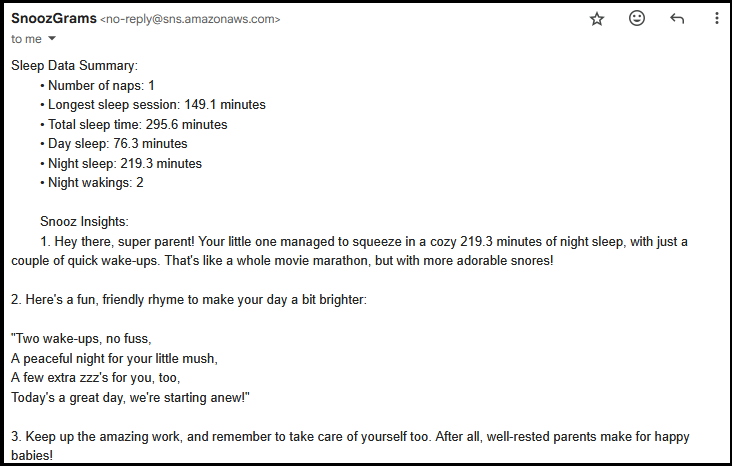 SnoozGrams <no-reply@sns.amazonaws.com>
to me
Sleep Data Summary:
• Number of naps: 1
• Longest sleep session: 149.1 minutes
• Total sleep time: 295.6 minutes
• Day sleep: 76.3 minutes
• Night sleep: 219.3 minutes
• Night wakings: 2
Snooz Insights:
1. Hey there, super parent! Your little one managed to squeeze in a cozy 219.3 minutes of night sleep, with just a
couple of quick wake-ups. That's like a whole movie marathon, but with more adorable snores!
2. Here's a fun, friendly rhyme to make your day a bit brighter:
"Two wake-ups, no fuss,
A peaceful night for your little mush,
A few extra zzz's for you, too,
Today's a great day, we're starting anew!"
3. Keep up the amazing work, and remember to take care of yourself too. After all, well-rested parents make for happy
babies!